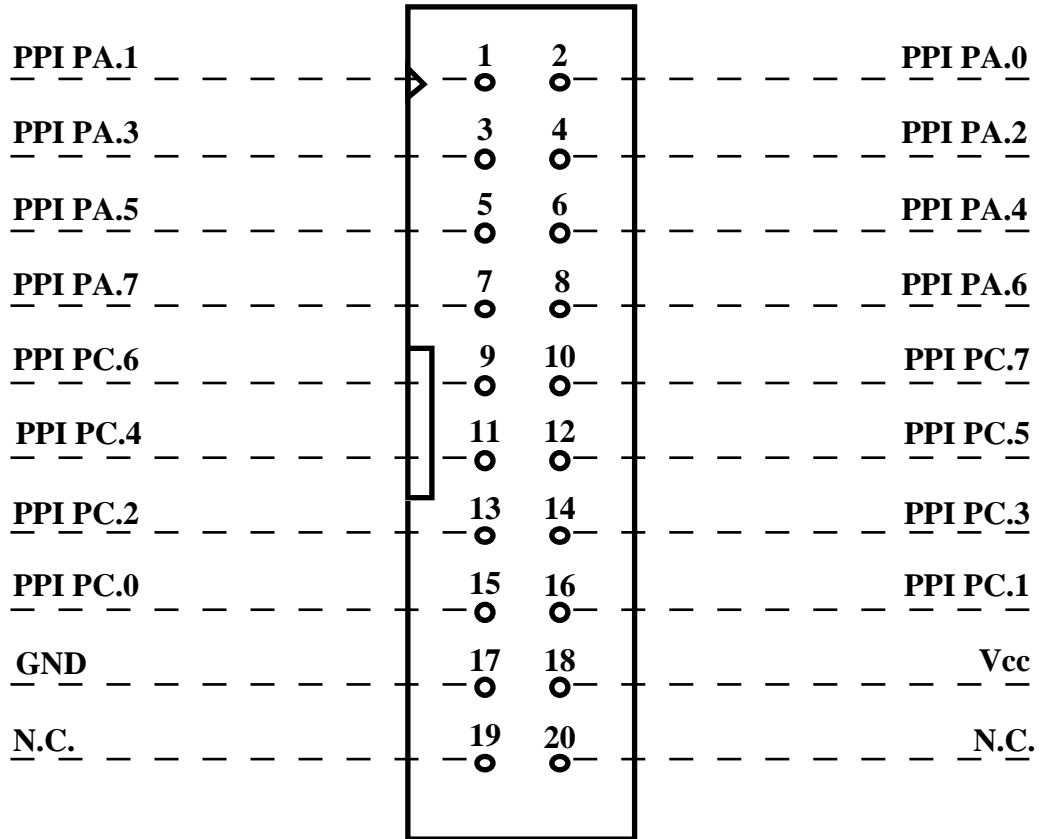 PPI PA.1 1 2 PPI PA.0
PPI PA.3 3 4 PPI PA.2
PPI PA.5 5 6 PPI PA.4
PPI PA.7 7 8 PPI PA.6
PPI PC.6 9 10 PPI PC.7
PPI PC.4 11 12 PPI PC.5
PPI PC.2 13 14 PPI PC.3
PPI PC.0 15 16 PPI PC.1
GND 17 18 Vcc
N.C. 19 20 N.C.